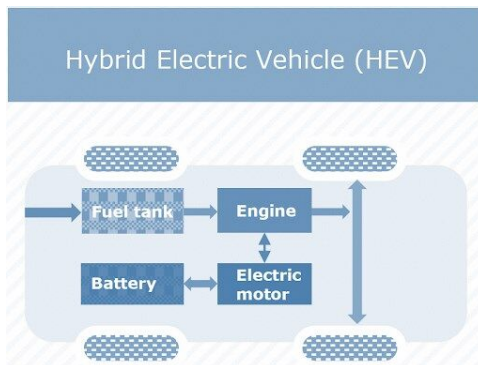 Hybrid Electric Vehicle (HEV)
Fuel tank
Engine
Battery
Electric
motor